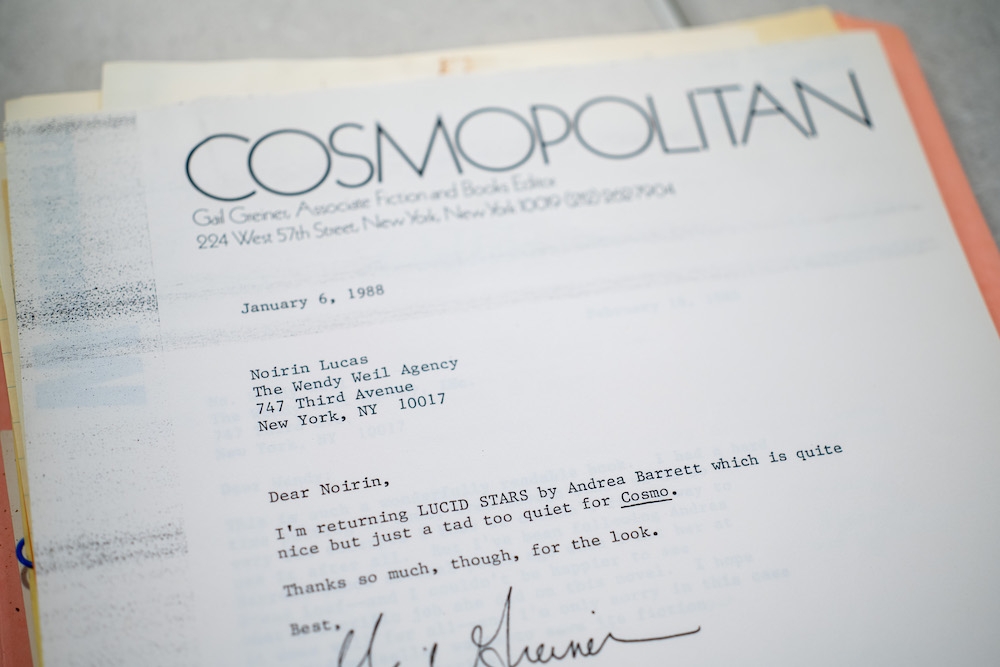 COSMOPOLITAN
Gail Greiner, Associate Fiction and Books Editor
224 West 57th Street, New York, New York 10019 (212) 262-7904
January 6, 1988
Noirin Lucas
The Wendy Weil Agency
747 Third Avenue
New York, NY 10017
Dear Noirin,
I'm returning LUCID STARS by Andrea Barrett which is quite
nice but just a tad too quiet for Cosmo.
Thanks so much, though, for the look.
Best,
Greiner